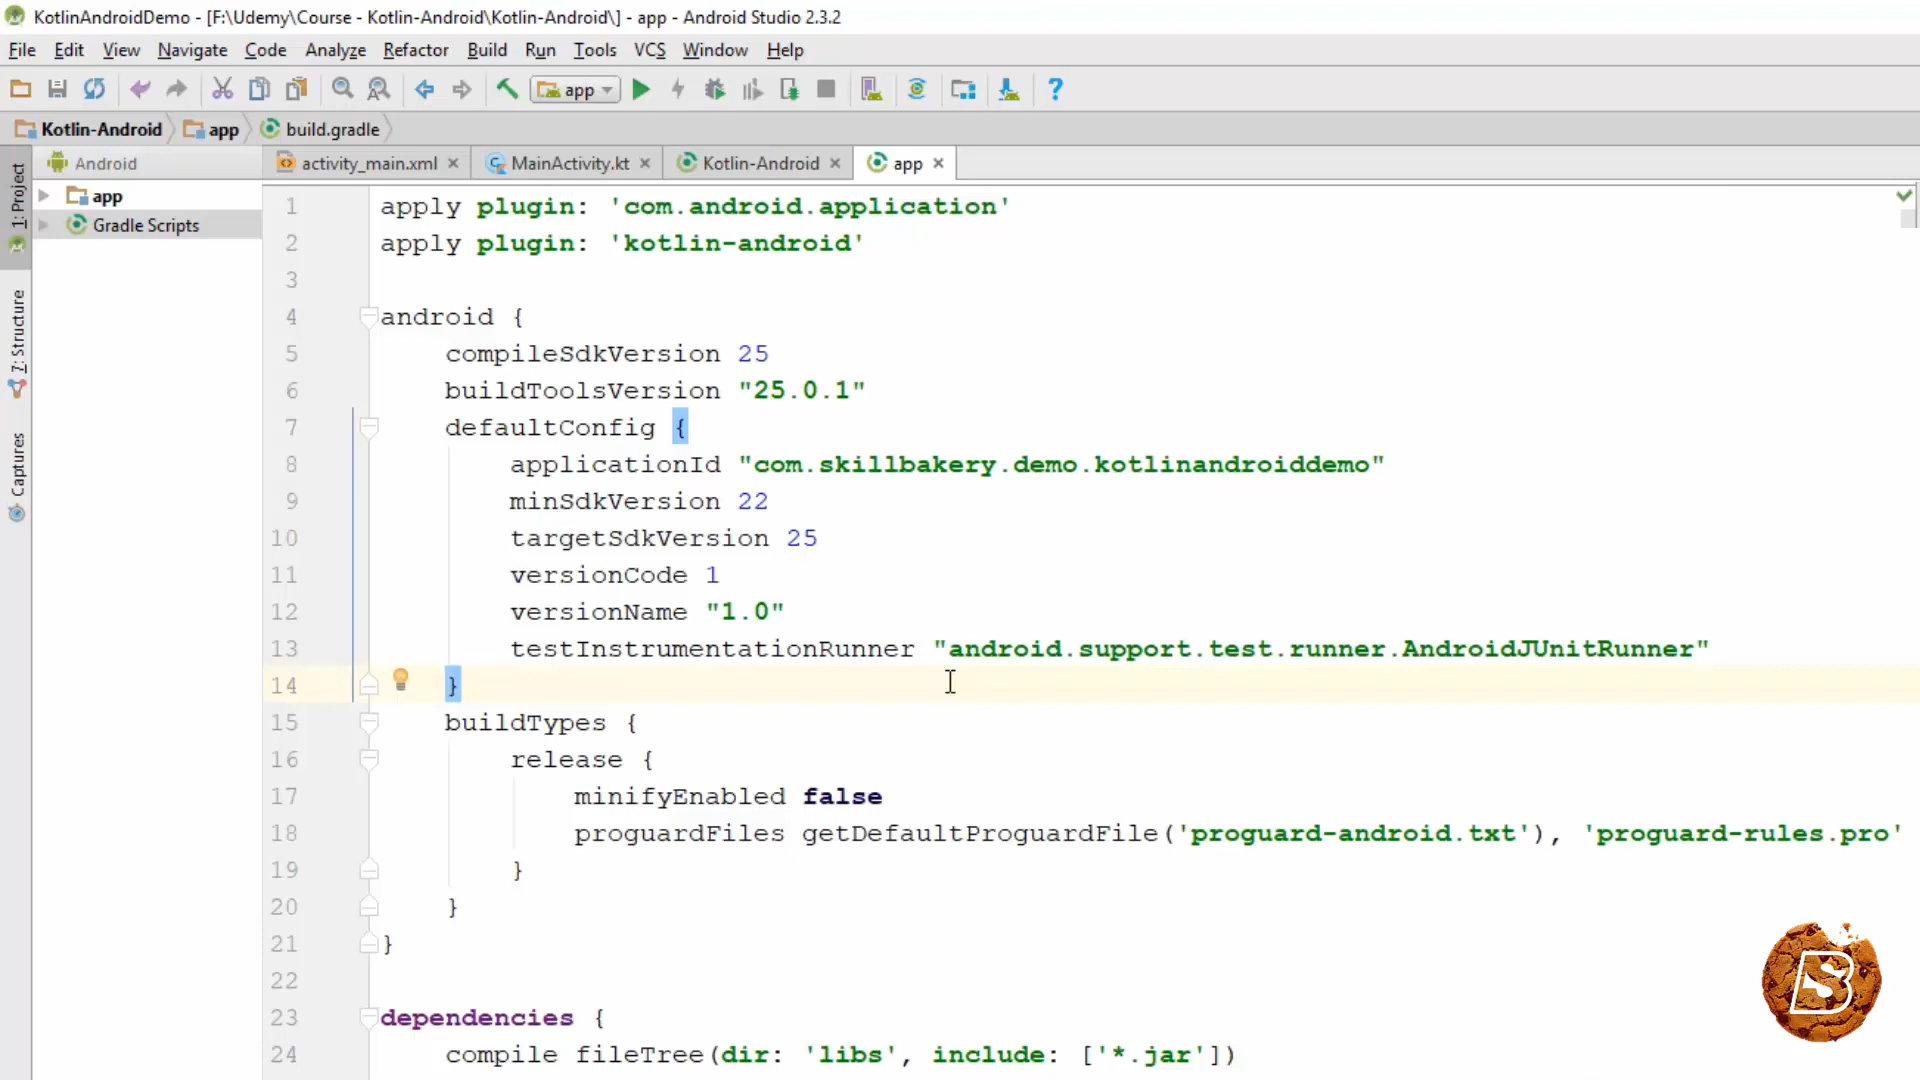 KotlinAndroidDemo - [F:\Udemy\Course - Kotlin-Android\Kotlin-Android\] - app - Android Studio 2.3.2
File Edit View Navigate Code Analyze Refactor Build Run Tools VCS Window Help
app
Kotlin-Android app build.gradle
Android activity_main.xml MainActivity.kt Kotlin-Android app
1: Project
7: Structure
Captures
app
Gradle Scripts
1 apply plugin: 'com.android.application'
2 apply plugin: 'kotlin-android'
3
4 android {
5 compileSdkVersion 25
6 buildToolsVersion "25.0.1"
7 defaultConfig {
8 applicationId "com.skillbakery.demo.kotlinandroiddemo"
9 minSdkVersion 22
10 targetSdkVersion 25
11 versionCode 1
12 versionName "1.0"
13 testInstrumentationRunner "android.support.test.runner.AndroidJUnitRunner"
14 }
15 buildTypes {
16 release {
17 minifyEnabled false
18 proguardFiles getDefaultProguardFile('proguard-android.txt'), 'proguard-rules.pro'
19 }
20 }
21 }
22
23 dependencies {
24 compile fileTree(dir: 'libs', include: ['*.jar'])